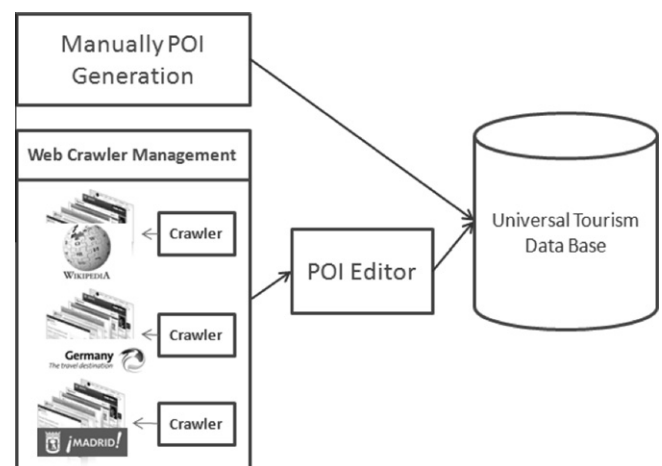 Manually POI
Generation
Web Crawler Management
Crawler
WIKIPEDIA
Crawler
Germany
The travel destination
Crawler
¡MADRID!
POI Editor
Universal Tourism
Data Base